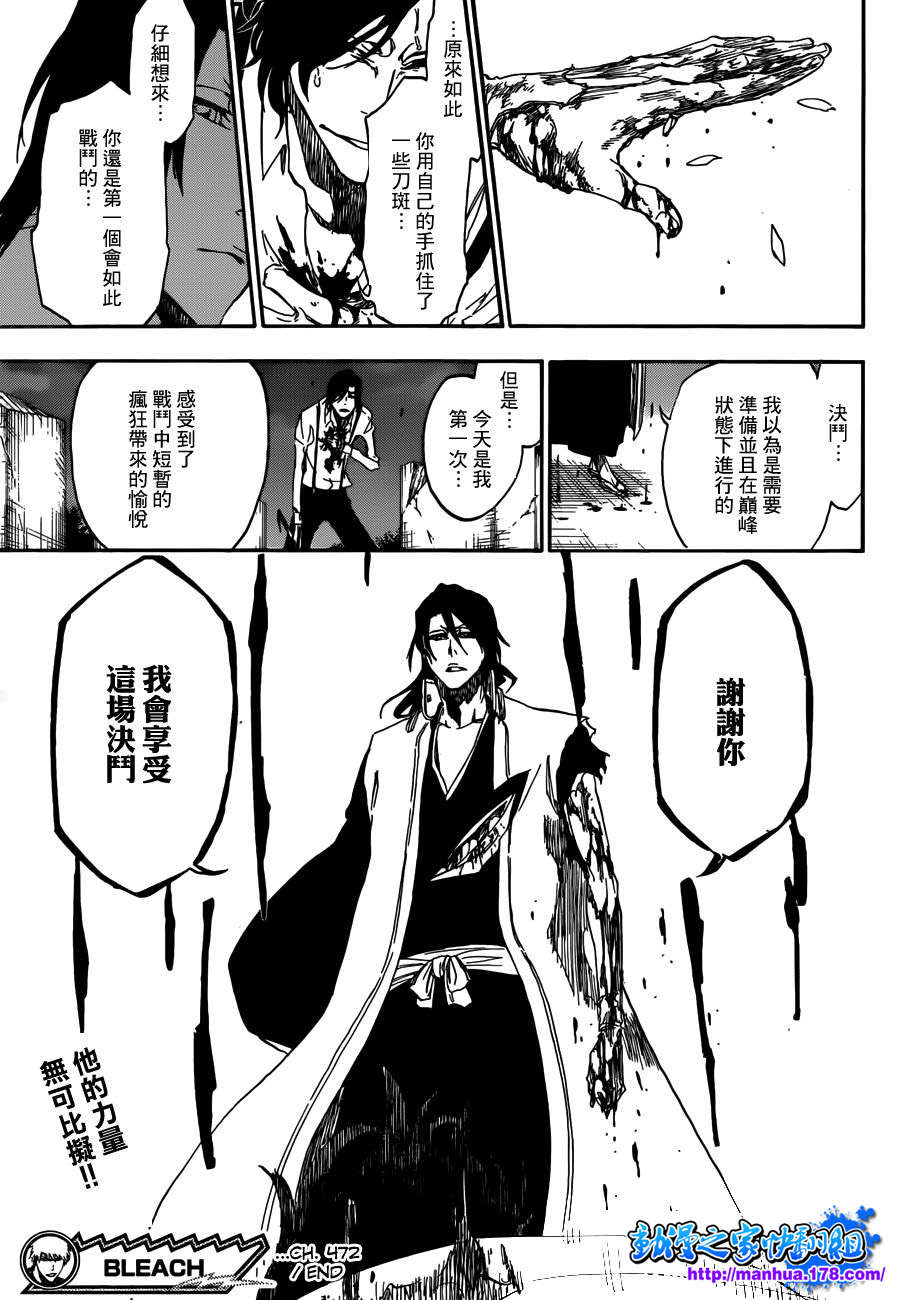 …原來如此
你用自己的手抓住了
一些刀斑…
仔細想來…
你還是第一個會如此
戰鬥的…
決鬥…
我以為是需要
準備並且在巔峰
狀態下進行的
但是…
今天是我
第一次…
感受到了
戰鬥中短暫的
瘋狂帶來的愉悅
謝謝你
我會享受
這場決鬥
他的力量
無可比擬!!
BLEACH
...CH. 472
/ END
動漫之家快翻組
http://manhua.178.com/